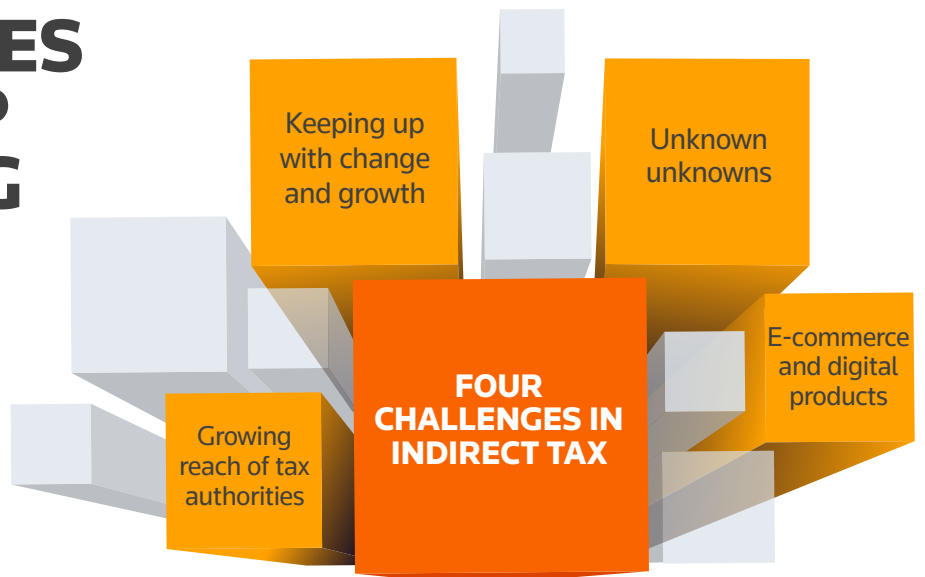 ES
Keeping up
with change
and growth
Unknown
unknowns
E-commerce
and digital
products
FOUR
CHALLENGES IN
INDIRECT TAX
Growing
reach of tax
authorities